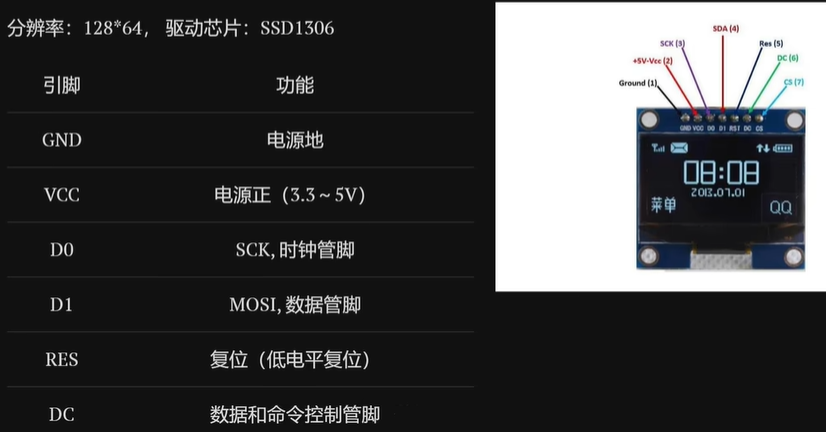 分辨率：128*64， 驱动芯片：SSD1306
引脚 功能
GND 电源地
VCC 电源正（3.3～5V）
D0 SCK,时钟管脚
D1 MOSI,数据管脚
RES 复位（低电平复位）
DC 数据和命令控制管脚
SDA (4)
SCK (3)
Res (5)
+5V-Vcc (2)
DC (6)
Ground (1)
CS (7)
GND VCC D0 D1 RST DC CS
08:08
2013.07.01
菜单
QQ